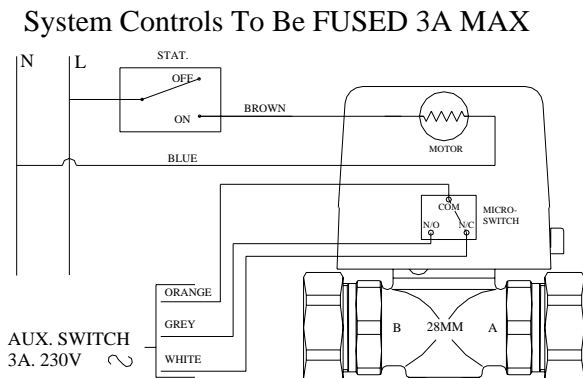 System Controls To Be FUSED 3A MAX
N L
STAT.
OFF
ON
BROWN
BLUE
MOTOR
COM
N/O N/C
MICRO-
SWITCH
ORANGE
GREY
WHITE
AUX. SWITCH
3A. 230V
B 28MM A